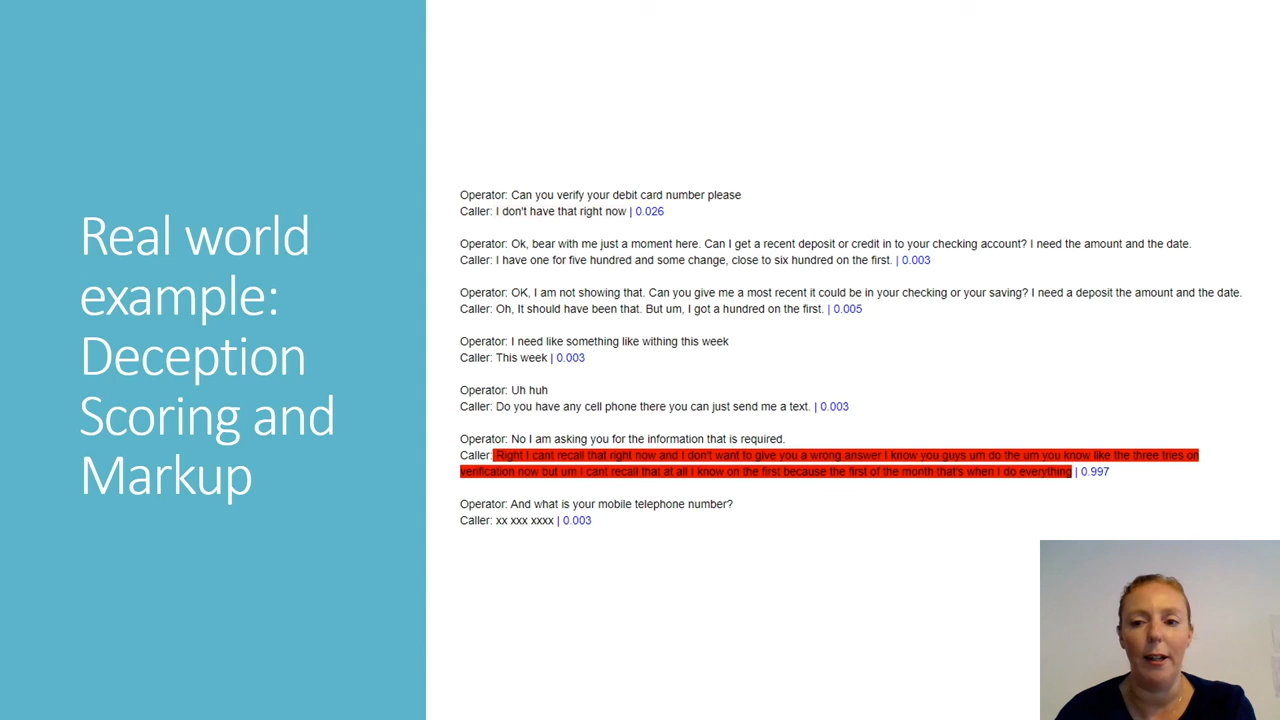 Real world
example:
Deception
Scoring and
Markup
Operator: Can you verify your debit card number please
Caller: I don't have that right now | 0.026
Operator: Ok, bear with me just a moment here. Can I get a recent deposit or credit in to your checking account? I need the amount and the date.
Caller: I have one for five hundred and some change, close to six hundred on the first. | 0.003
Operator: OK, I am not showing that. Can you give me a most recent it could be in your checking or your saving? I need a deposit the amount and the date.
Caller: Oh, It should have been that. But um, I got a hundred on the first. | 0.005
Operator: I need like something like withing this week
Caller: This week | 0.003
Operator: Uh huh
Caller: Do you have any cell phone there you can just send me a text. | 0.003
Operator: No I am asking you for the information that is required.
Caller: Right I cant recall that right now and I don't want to give you a wrong answer I know you guys um do the um you know like the three tries on
verification now but um I cant recall that at all I know on the first because the first of the month that's when I do everything | 0.997
Operator: And what is your mobile telephone number?
Caller: xx xxx xxxx | 0.003